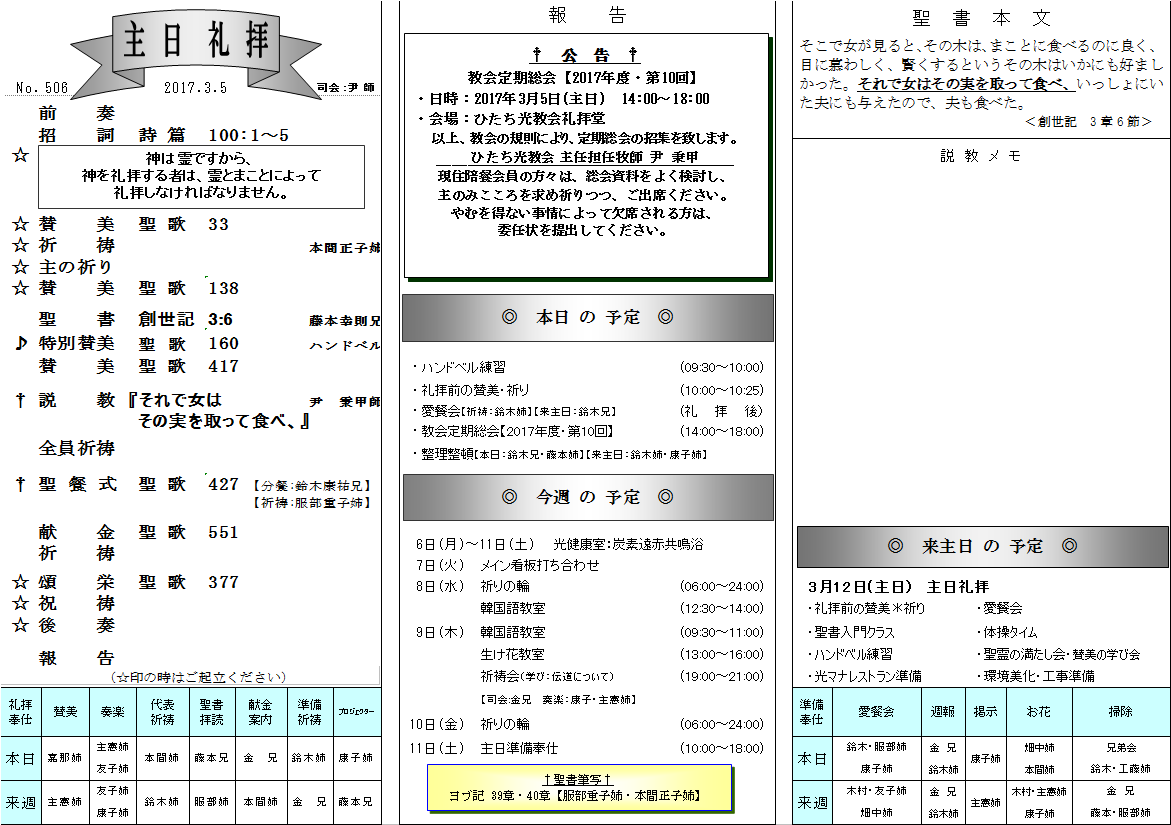 主日礼拝
No. 506　2017.3.5　司会：尹 師
前　奏
招　詞　詩 篇　100:1～5
☆
神は 霊ですから、
神を礼拝する者は、霊とまことによって
礼拝しなければなりません。
☆ 賛　美　聖 歌　33
☆ 祈　祷　本間正子姉
☆ 主の祈り
☆ 賛　美　聖 歌　138
聖　書　創世記　3:6　藤本幸則兄
♪ 特別賛美　聖 歌　160　ハンドベル
賛　美　聖 歌　417
† 説　教　『それで女は　尹　秉甲師
その実を取って食べ、』
全員祈祷
† 聖 餐 式　聖 歌　427　【分餐：鈴木康祐兄】
【祈祷：服部重子姉】
献　金　聖 歌　551
祈　祷
☆ 頌　栄　聖 歌　377
☆ 祝　祷
☆ 後　奏
報　告
（☆印の時はご起立ください）
礼拝奉仕　賛美　奏楽　代表祈祷　聖書拝読　献金案内　準備祈祷　プロジェクター
本日　嘉那姉　主憲姉 友子姉　本間姉　藤本兄　金　兄　鈴木姉　康子姉
来週　主憲姉　友子姉 康子姉　鈴木姉　服部姉　本間姉　金　兄　藤本兄
報　告
† 公 告 †
教会定期総会【2017年度・第10回】
・日時：2017年3月5日(主日)　14:00～18:00
・会場：ひたち光教会礼拝堂
以上、教会の規則により、定期総会の招集を致します。
ひたち光教会 主任担任牧師 尹 秉甲
現住陪餐会員の方々は、総会資料をよく検討し、
主のみこころを求め祈りつつ、ご出席ください。
やむを得ない事情によって欠席される方は、
委任状を提出してください。
◎　本日 の 予定　◎
・ハンドベル練習　(09:30～10:00)
・礼拝前の賛美・祈り　(10:00～10:25)
・愛餐会【祈祷：鈴木姉】【来主日：鈴木兄】　(礼　拝　後)
・教会定期総会【2017年度・第10回】　(14:00～18:00)
・整理整頓【本日：鈴木兄・藤本姉】【来主日：鈴木姉・康子姉】
◎　今週 の 予定　◎
6日(月)～11日(土)　光健康室：炭素遠赤共鳴浴
7日(火)　メイン看板打ち合わせ
8日(水)　祈りの輪　(06:00～24:00)
韓国語教室　(12:30～14:00)
9日(木)　韓国語教室　(09:30～11:00)
生け花教室　(13:00～16:00)
祈祷会(学び：伝道について)　(19:00～21:00)
【司会:金兄　奏楽：康子・主憲姉】
10日(金)　祈りの輪　(06:00～24:00)
11日(土)　主日準備奉仕　(10:00～18:00)
†聖書筆写†
ヨブ記 39章・40章【服部重子姉・本間正子姉】
聖 書 本 文
そこで女が見ると、その木は、まことに食べるのに良く、
目に慕わしく、賢くするというその木はいかにも好まし
かった。それで女はその実を取って食べ、いっしょにい
た夫にも与えたので、夫も食べた。
＜創世記　3章6節＞
説 教 メ モ
◎　来主日 の 予定　◎
3月12日(主日)　主日礼拝
・礼拝前の賛美＊祈り　・愛餐会
・聖書入門クラス　・体操タイム
・ハンドベル練習　・聖霊の満たし会・賛美の学び会
・光マナレストラン準備　・環境美化・工事準備
準備奉仕　愛餐会　週報　掲示　お花　掃除
本日　鈴木・服部姉 康子姉　金 兄 鈴木姉　康子姉　畑中姉 本間姉　兄弟会 鈴木・工藤姉
来週　木村・友子姉 畑中姉　金 兄 鈴木姉　主憲姉　木村・主憲姉 康子姉　金 兄 藤本・服部姉